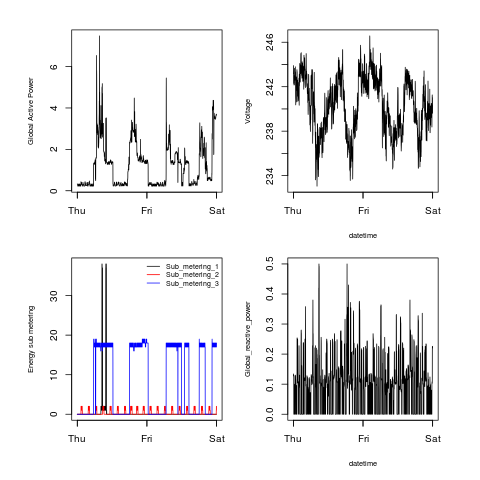 Global Active Power
0
2
4
6
Thu
Fri
Sat
Voltage
234
238
242
246
Thu
Fri
Sat
datetime
Energy sub metering
0
10
20
30
Sub_metering_1
Sub_metering_2
Sub_metering_3
Thu
Fri
Sat
Global_reactive_power
0.0
0.1
0.2
0.3
0.4
0.5
Thu
Fri
Sat
datetime